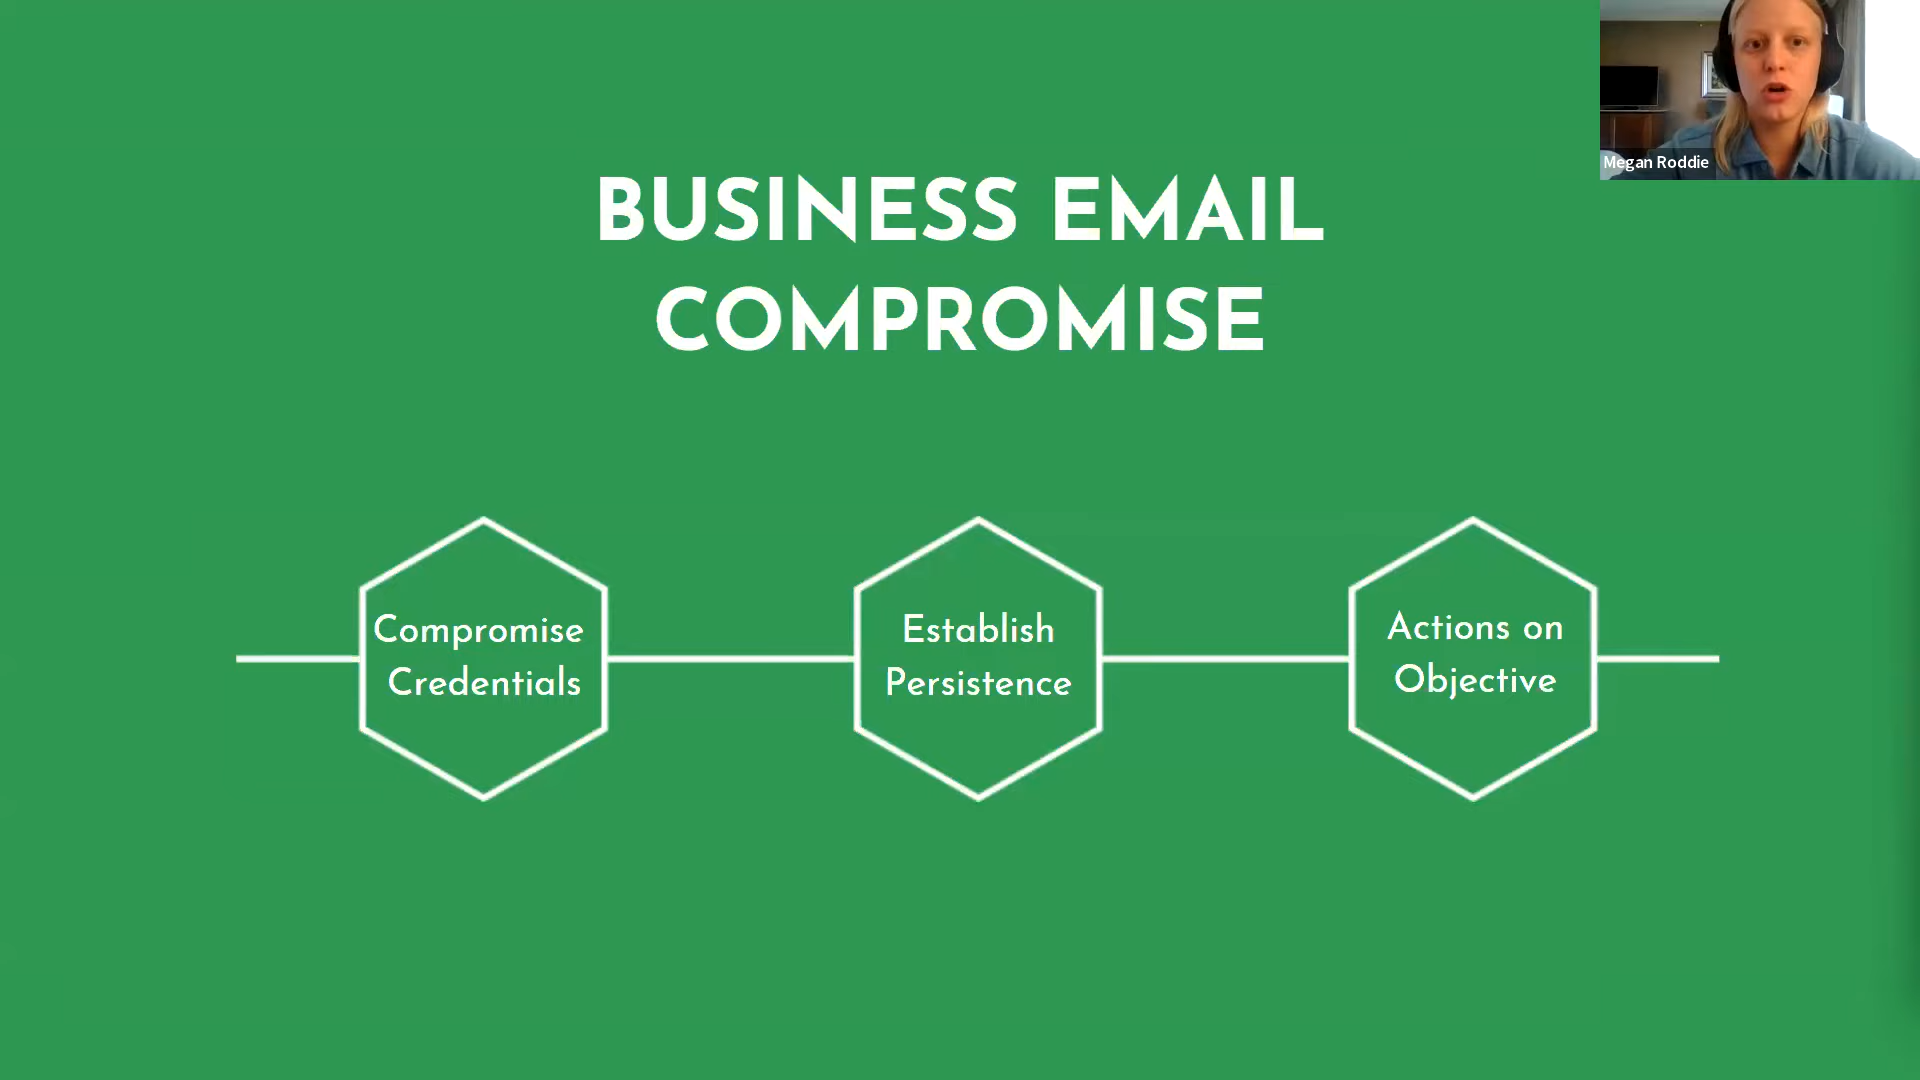 BUSINESS EMAIL
COMPROMISE
Compromise
Credentials
Establish
Persistence
Actions on
Objective
Megan Roddie